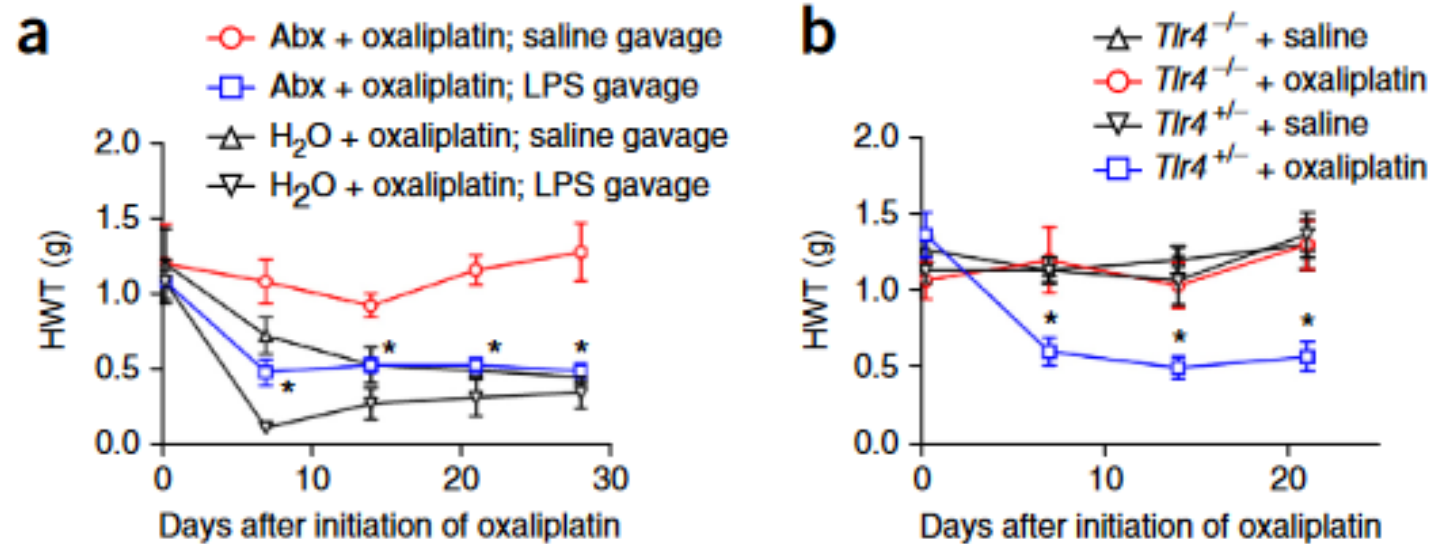 a
Abx + oxaliplatin; saline gavage
Abx + oxaliplatin; LPS gavage
H₂O + oxaliplatin; saline gavage
H₂O + oxaliplatin; LPS gavage
2.0
1.5
1.0
0.5
0.0
HWT (g)
* * * *
0 10 20 30
Days after initiation of oxaliplatin
b
Tlr4⁻/⁻ + saline
Tlr4⁻/⁻ + oxaliplatin
Tlr4⁺/⁻ + saline
Tlr4⁺/⁻ + oxaliplatin
2.0
1.5
1.0
0.5
0.0
HWT (g)
* * *
0 10 20
Days after initiation of oxaliplatin